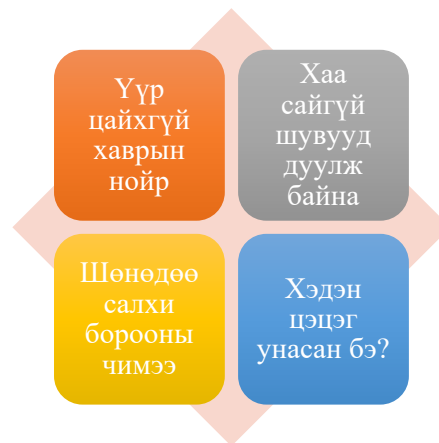 Үүр
цайхгүй
хаврын
нойр
Хаа
сайгүй
шувууд
дуулж
байна
Шөнөдөө
салхи
борооны
чимээ
Хэдэн
цэцэг
унасан бэ?